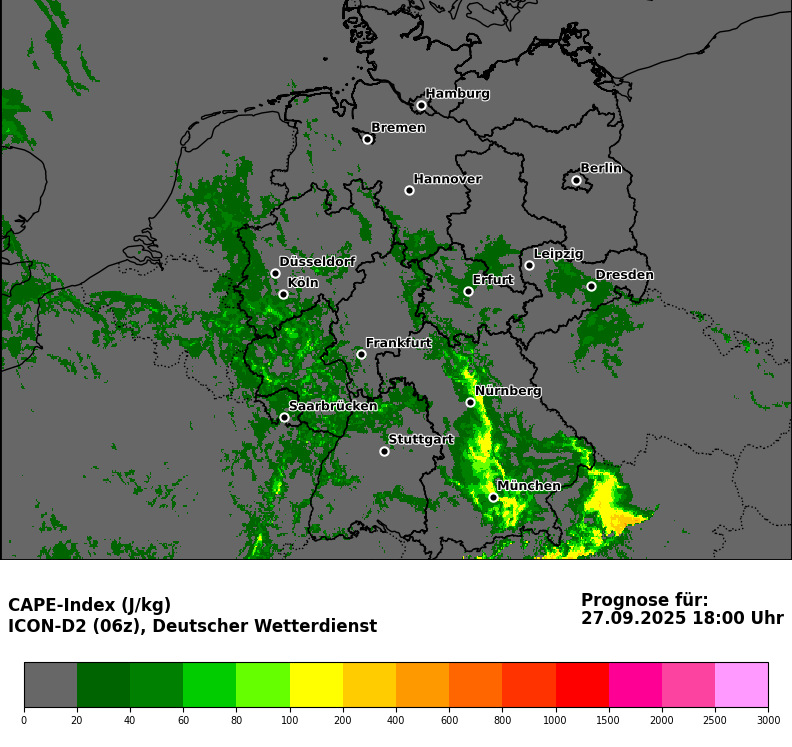 Hamburg
Bremen
Hannover
Berlin
Düsseldorf
Köln
Leipzig
Dresden
Erfurt
Frankfurt
Nürnberg
Saarbrücken
Stuttgart
München
CAPE-Index (J/kg)
ICON-D2 (06z), Deutscher Wetterdienst
Prognose für:
27.09.2025 18:00 Uhr
0 20 40 60 80 100 200 400 600 800 1000 1500 2000 2500 3000